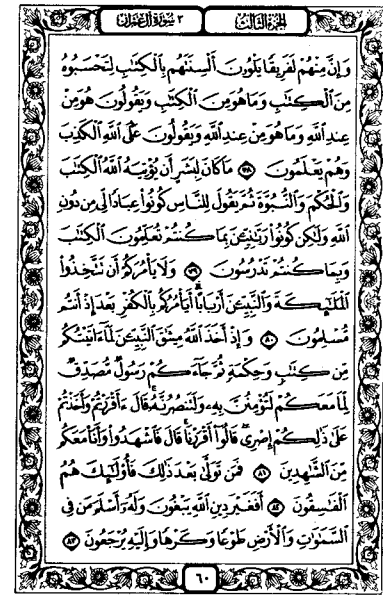 الجزء الثالث ٣ سورة آل عمران
وَإِنَّ مِنْهُمْ لَفَرِيقًا يَلْوُۥنَ أَلْسِنَتَهُم بِٱلْكِتَٰبِ لِتَحْسَبُوهُ
مِنَ ٱلْكِتَٰبِ وَمَا هُوَ مِنَ ٱلْكِتَٰبِ وَيَقُولُونَ هُوَ مِنْ
عِندِ ٱللَّهِ وَمَا هُوَ مِنْ عِندِ ٱللَّهِ وَيَقُولُونَ عَلَى ٱللَّهِ ٱلْكَذِبَ
وَهُمْ يَعْلَمُونَ ۝٧٨ مَا كَانَ لِبَشَرٍ أَن يُؤْتِيَهُ ٱللَّهُ ٱلْكِتَٰبَ
وَٱلْحُكْمَ وَٱلنُّبُوَّةَ ثُمَّ يَقُولَ لِلنَّاسِ كُونُوا۟ عِبَادًا لِّى مِن دُونِ
ٱللَّهِ وَلَٰكِن كُونُوا۟ رَبَّٰنِيِّۦنَ بِمَا كُنتُمْ تُعَلِّمُونَ ٱلْكِتَٰبَ
وَبِمَا كُنتُمْ تَدْرُسُونَ ۝٧٩ وَلَا يَأْمُرَكُمْ أَن تَتَّخِذُوا۟
ٱلْمَلَٰٓئِكَةَ وَٱلنَّبِيِّۦنَ أَرْبَابًا ۗ أَيَأْمُرُكُم بِٱلْكُفْرِ بَعْدَ إِذْ أَنتُم
مُّسْلِمُونَ ۝٨٠ وَإِذْ أَخَذَ ٱللَّهُ مِيثَٰقَ ٱلنَّبِيِّۦنَ لَمَآ ءَاتَيْتُكُم
مِّن كِتَٰبٍ وَحِكْمَةٍ ثُمَّ جَآءَكُمْ رَسُولٌ مُّصَدِّقٌ
لِّمَا مَعَكُمْ لَتُؤْمِنُنَّ بِهِۦ وَلَتَنصُرُنَّهُۥ ۚ قَالَ ءَأَقْرَرْتُمْ وَأَخَذْتُمْ
عَلَىٰ ذَٰلِكُمْ إِصْرِى ۖ قَالُوٓا۟ أَقْرَرْنَا ۚ قَالَ فَٱشْهَدُوا۟ وَأَنَا۠ مَعَكُم
مِّنَ ٱلشَّٰهِدِينَ ۝٨١ فَمَن تَوَلَّىٰ بَعْدَ ذَٰلِكَ فَأُو۟لَٰٓئِكَ هُمُ
ٱلْفَٰسِقُونَ ۝٨٢ أَفَغَيْرَ دِينِ ٱللَّهِ يَبْغُونَ وَلَهُۥٓ أَسْلَمَ مَن فِى
ٱلسَّمَٰوَٰتِ وَٱلْأَرْضِ طَوْعًا وَكَرْهًا وَإِلَيْهِ يُرْجَعُونَ ۝٨٣
٦٠